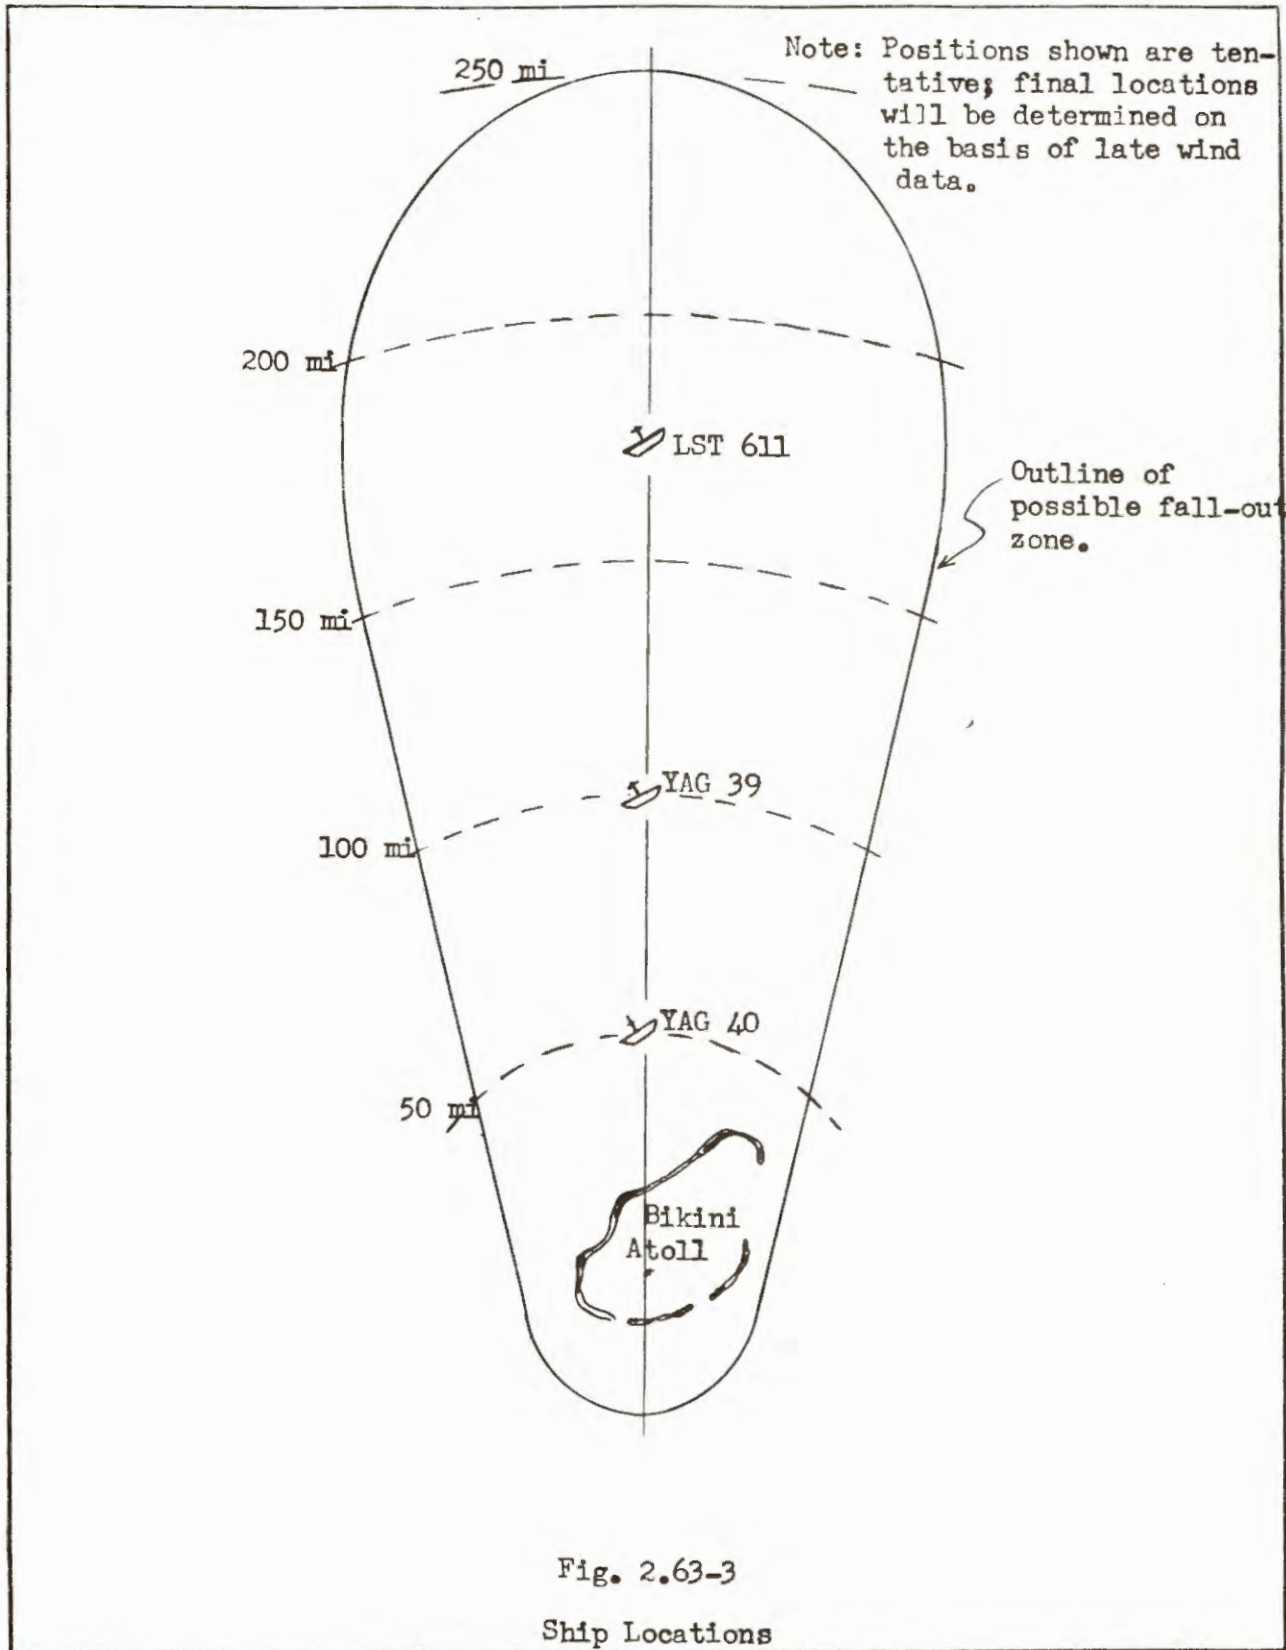 Note: Positions shown are ten-
tative; final locations
will be determined on
the basis of late wind
data.
250 mi
200 mi
LST 611
Outline of
possible fall-out
zone.
150 mi
YAG 39
100 mi
YAG 40
50 mi
Bikini
Atoll
Fig. 2.63-3
Ship Locations